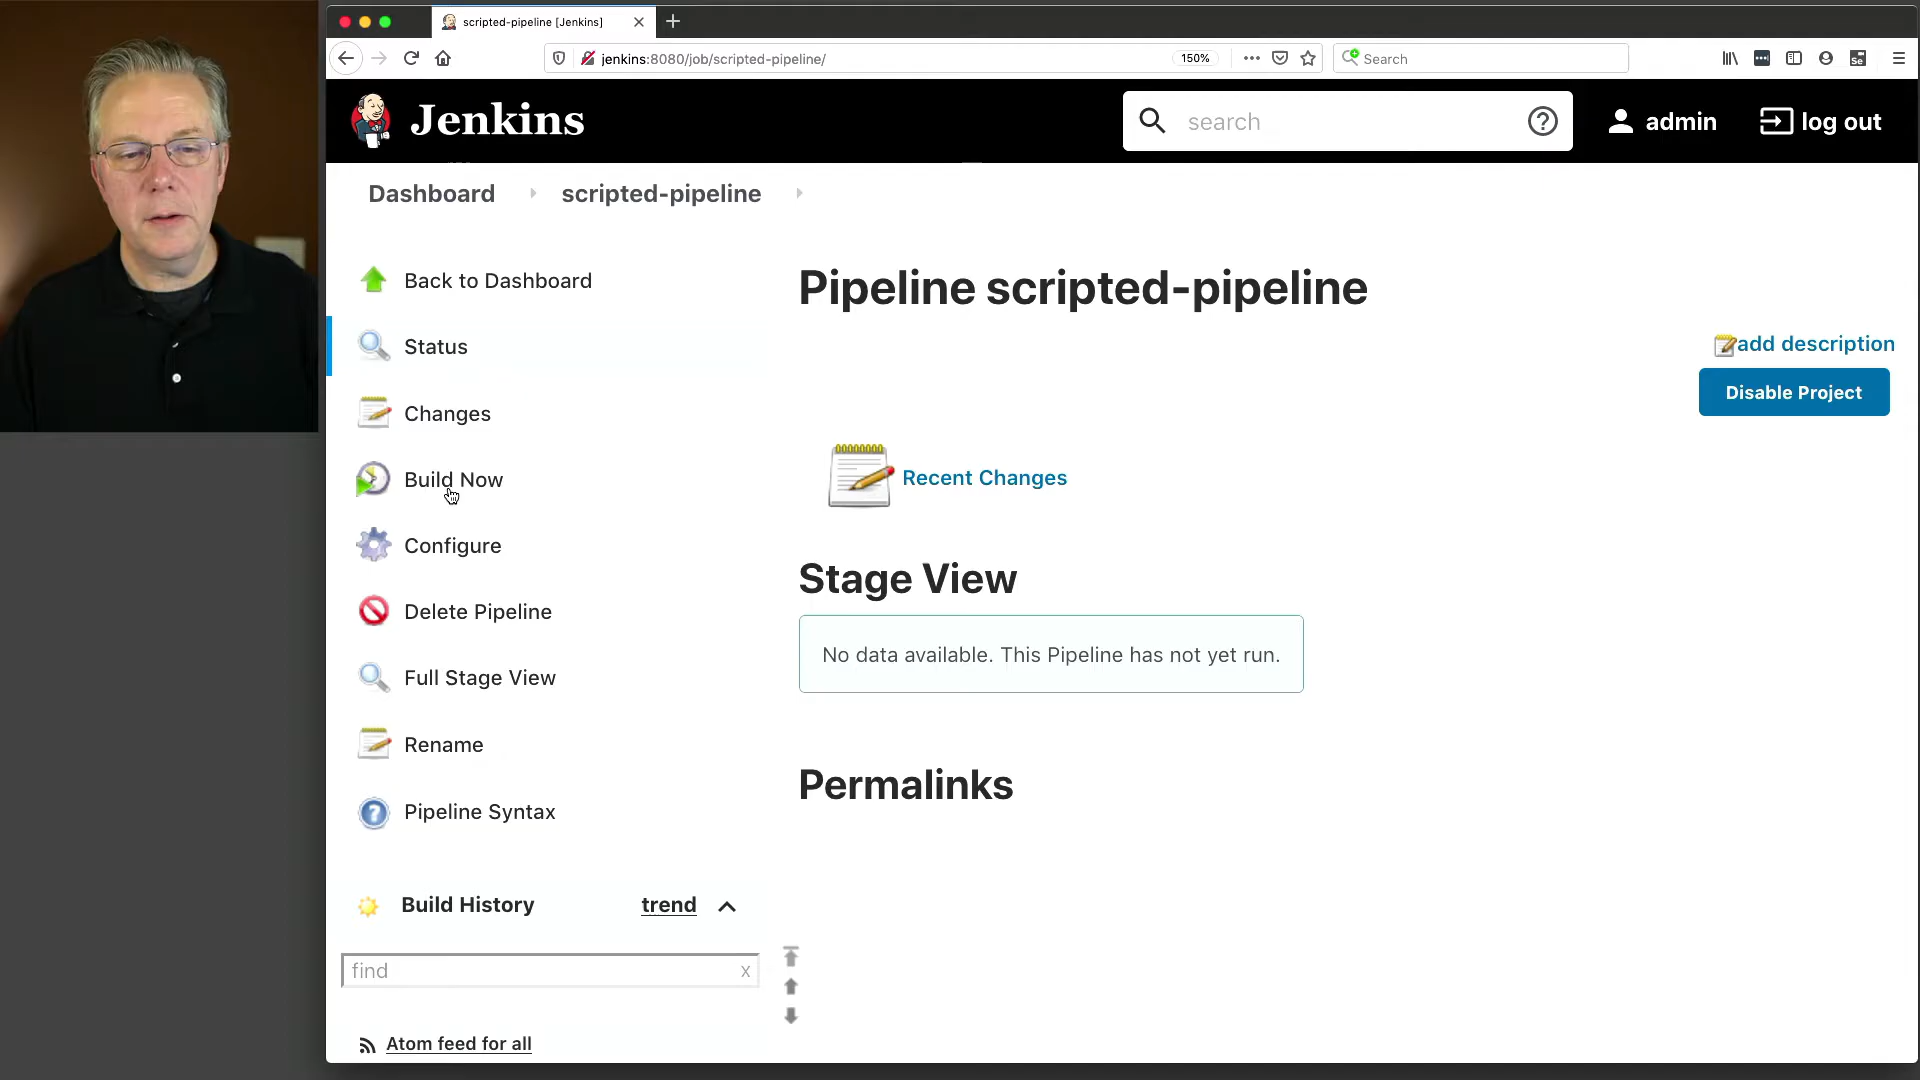 scripted-pipeline [Jenkins]
jenkins:8080/job/scripted-pipeline/
150%
Search
Se
Jenkins
search
admin
log out
Dashboard
scripted-pipeline
Back to Dashboard
Status
Changes
Build Now
Configure
Delete Pipeline
Full Stage View
Rename
Pipeline Syntax
Build History
trend
find
x
Atom feed for all
Pipeline scripted-pipeline
add description
Disable Project
Recent Changes
Stage View
No data available. This Pipeline has not yet run.
Permalinks